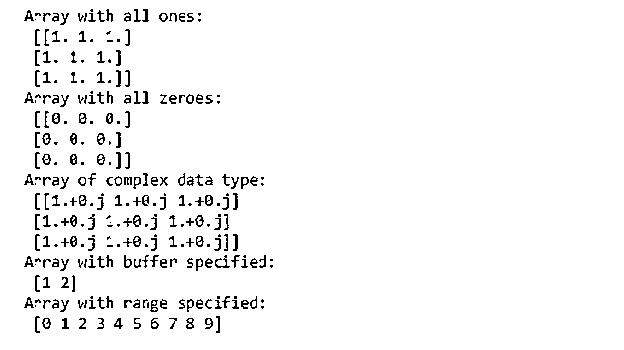 Array with all ones:
[[1. 1. 1.]
[1. 1. 1.]
[1. 1. 1.]]
Array with all zeroes:
[[0. 0. 0.]
[0. 0. 0.]
[0. 0. 0.]]
Array of complex data type:
[[1.+0.j 1.+0.j 1.+0.j]
[1.+0.j 1.+0.j 1.+0.j]
[1.+0.j 1.+0.j 1.+0.j]]
Array with buffer specified:
[1 2]
Array with range specified:
[0 1 2 3 4 5 6 7 8 9]